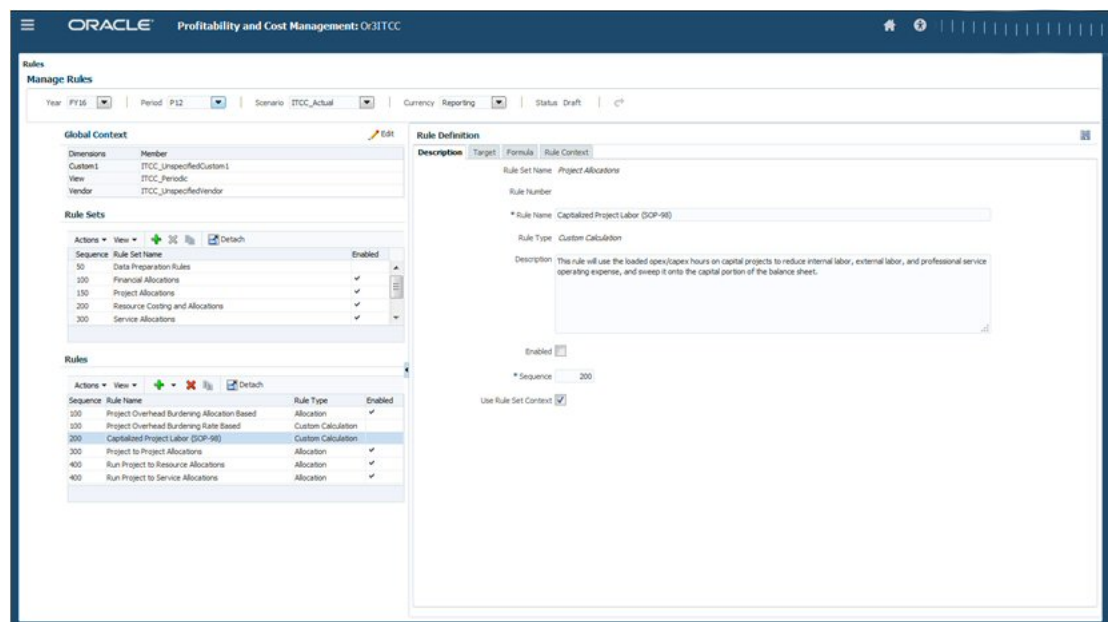 ORACLE Profitability and Cost Management: Or3ITCC
Rules
Manage Rules
Year FY16 Period P12 Scenario ITCC_Actual Currency Reporting Status Draft
Global Context Edit
Dimensions Member
Custom1 ITCC_UnspecifiedCustom1
View ITCC_Periodic
Vendor ITCC_UnspecifiedVendor
Rule Sets
Actions View Detach
Sequence Rule Set Name Enabled
50 Data Preparation Rules
100 Financial Allocations
150 Project Allocations
200 Resource Costing and Allocations
300 Service Allocations
Rules
Actions View Detach
Sequence Rule Name Rule Type Enabled
100 Project Overhead Burdening Allocation Based Allocation
100 Project Overhead Burdening Rate Based Custom Calculation
200 Captialized Project Labor (SOP-98) Custom Calculation
300 Project to Project Allocations Allocation
400 Run Project to Resource Allocations Allocation
400 Run Project to Service Allocations Allocation
Rule Definition
Description Target Formula Rule Context
Rule Set Name Project Allocations
Rule Number
* Rule Name Captialized Project Labor (SOP-98)
Rule Type Custom Calculation
Description This rule will use the loaded opex/capex hours on capital projects to reduce internal labor, external labor, and professional service
operating expense, and sweep it onto the capital portion of the balance sheet.
Enabled
* Sequence 200
Use Rule Set Context